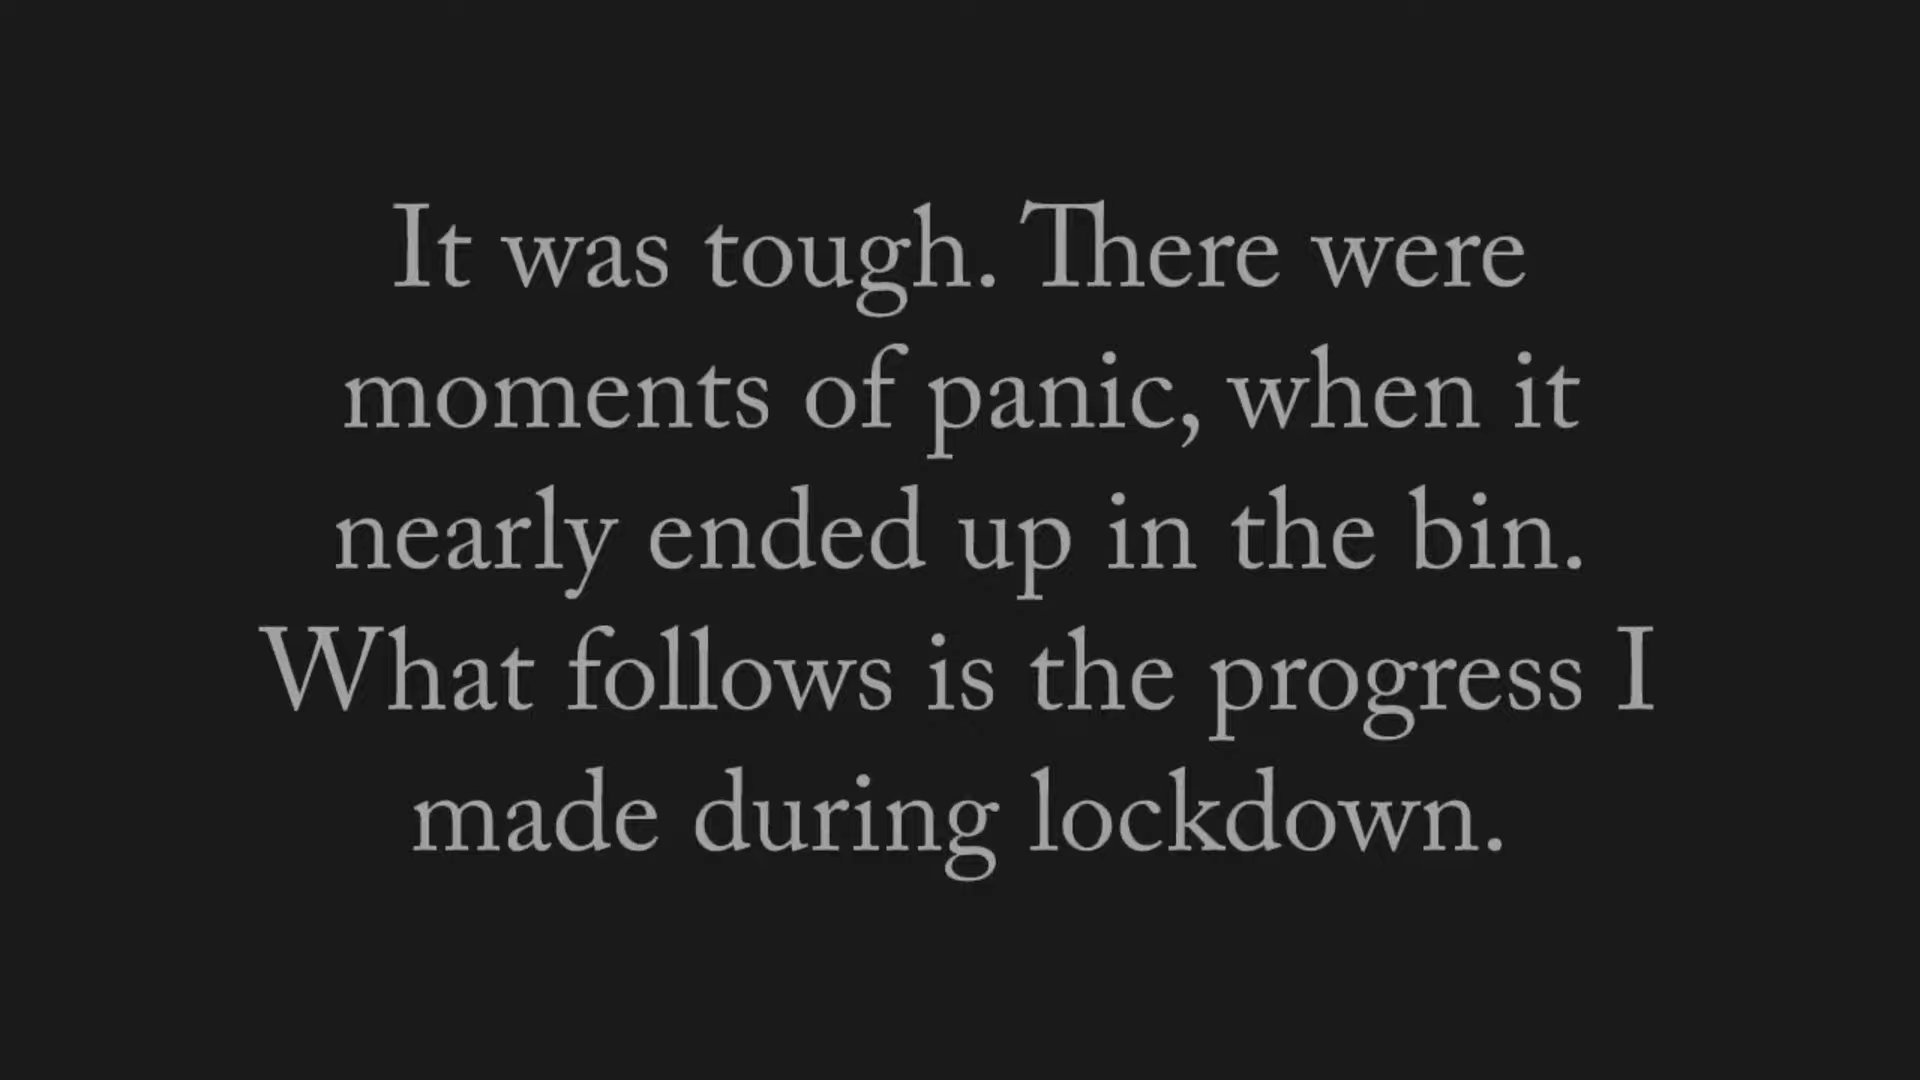 It was tough. There were
moments of panic, when it
nearly ended up in the bin.
What follows is the progress I
made during lockdown.